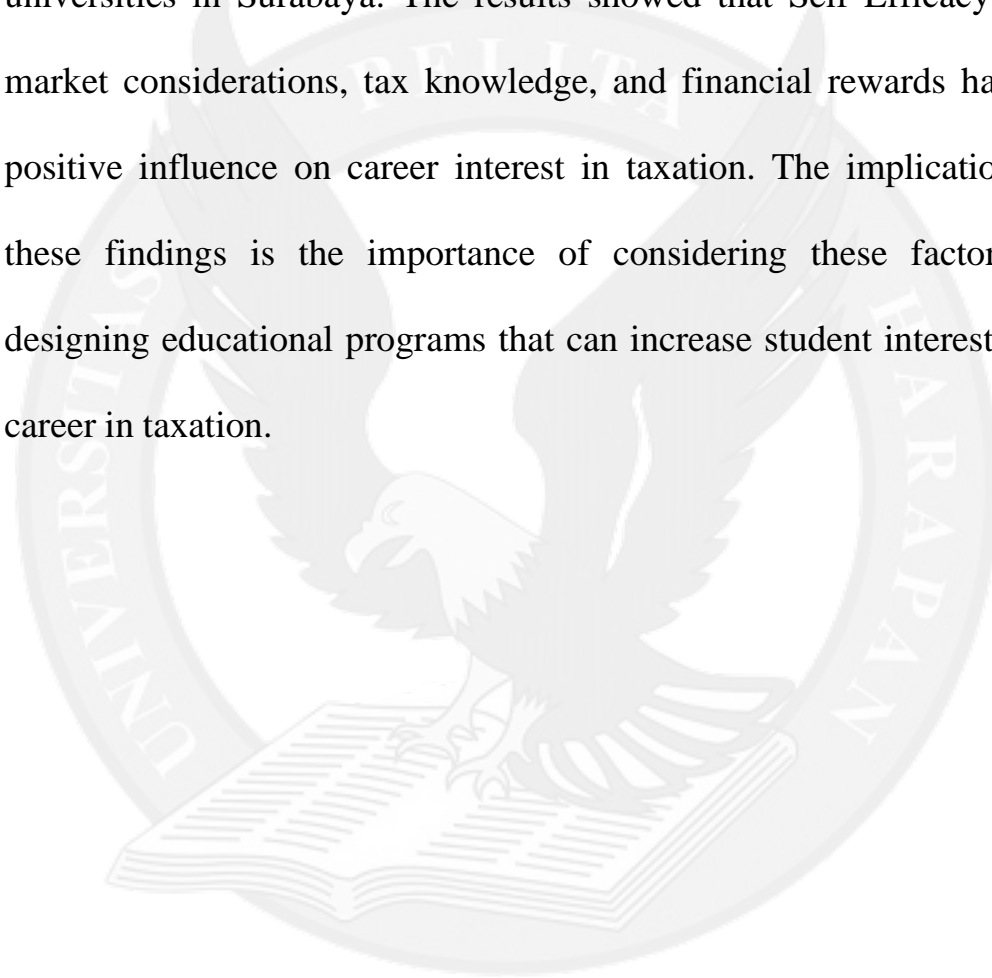 universities in Surabaya. The results showed that Self Efficacy
market considerations, tax knowledge, and financial rewards ha
positive influence on career interest in taxation. The implicatio
these findings is the importance of considering these factor
designing educational programs that can increase student interest
career in taxation.
UNIVERSITAS PELITA HARAPAN